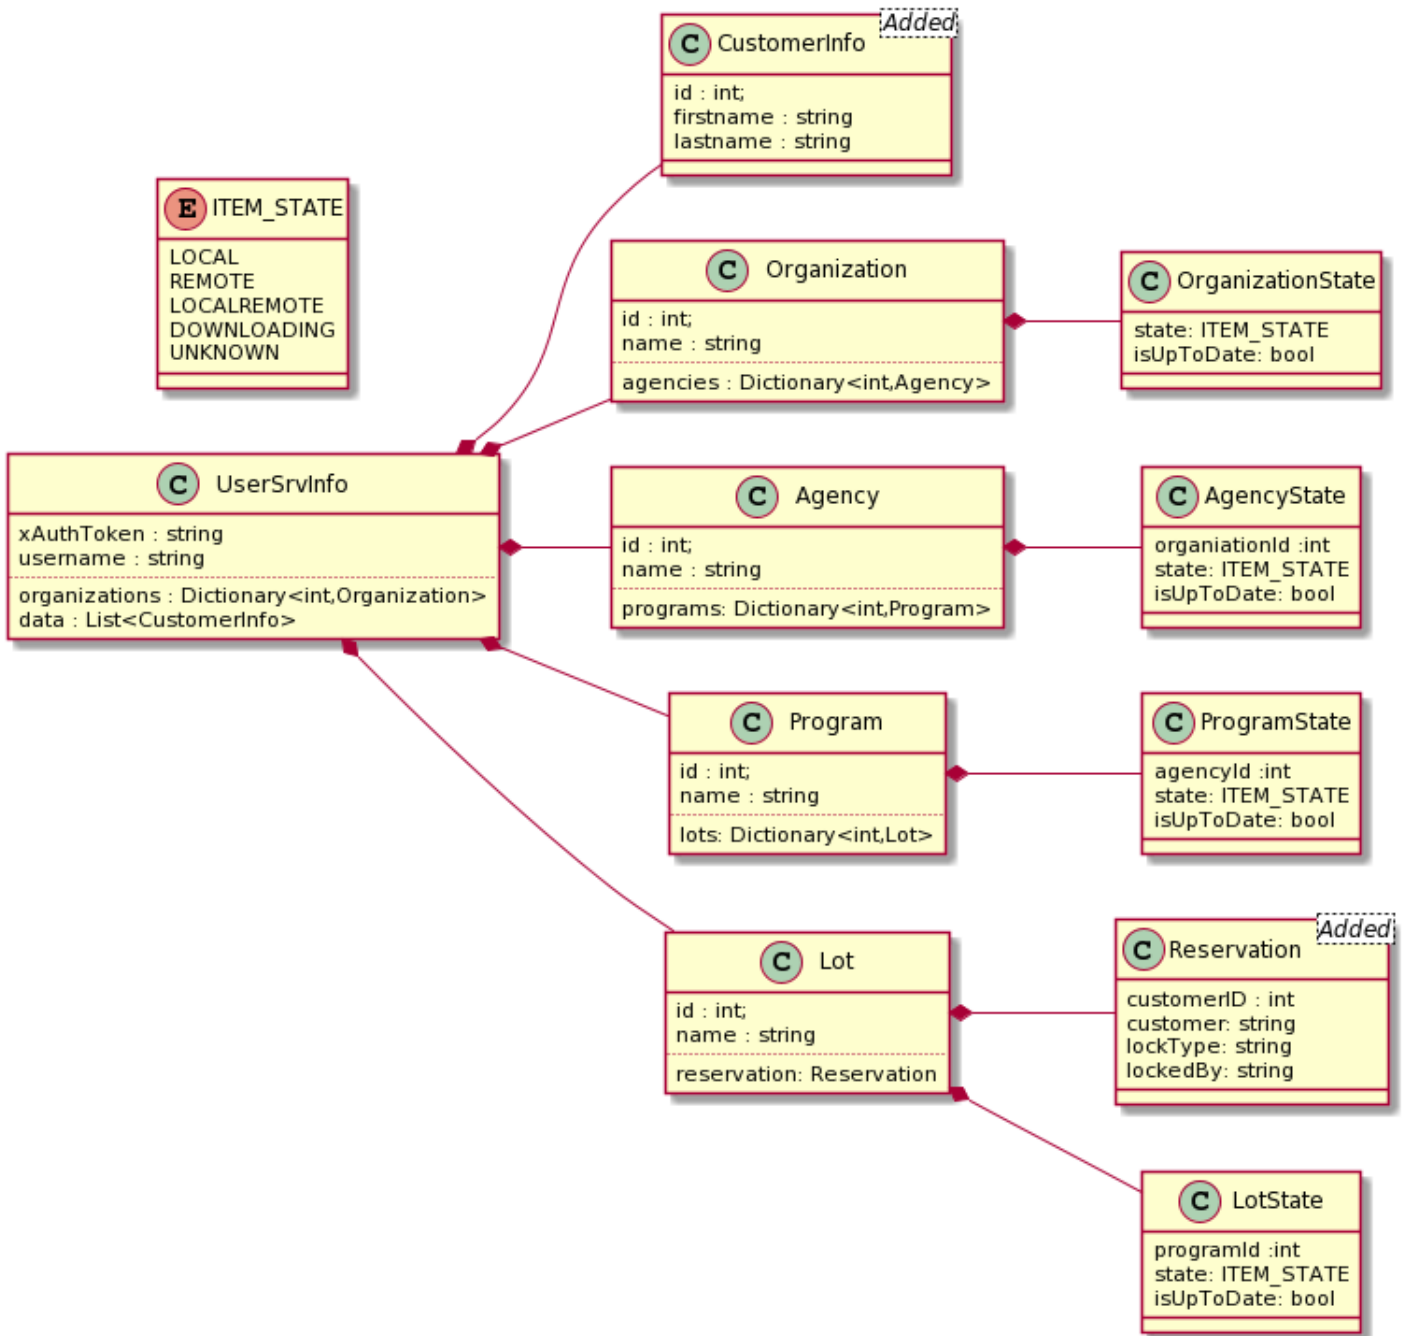 Added
C CustomerInfo
id : int;
firstname : string
lastname : string
E ITEM_STATE
LOCAL
REMOTE
LOCALREMOTE
DOWNLOADING
UNKNOWN
C Organization
id : int;
name : string
agencies : Dictionary<int,Agency>
C OrganizationState
state: ITEM_STATE
isUpToDate: bool
C UserSrvInfo
xAuthToken : string
username : string
organizations : Dictionary<int,Organization>
data : List<CustomerInfo>
C Agency
id : int;
name : string
programs: Dictionary<int,Program>
C AgencyState
organiationId :int
state: ITEM_STATE
isUpToDate: bool
C Program
id : int;
name : string
lots: Dictionary<int,Lot>
C ProgramState
agencyId :int
state: ITEM_STATE
isUpToDate: bool
C Lot
id : int;
name : string
reservation: Reservation
Added
C Reservation
customerID : int
customer: string
lockType: string
lockedBy: string
C LotState
programId :int
state: ITEM_STATE
isUpToDate: bool